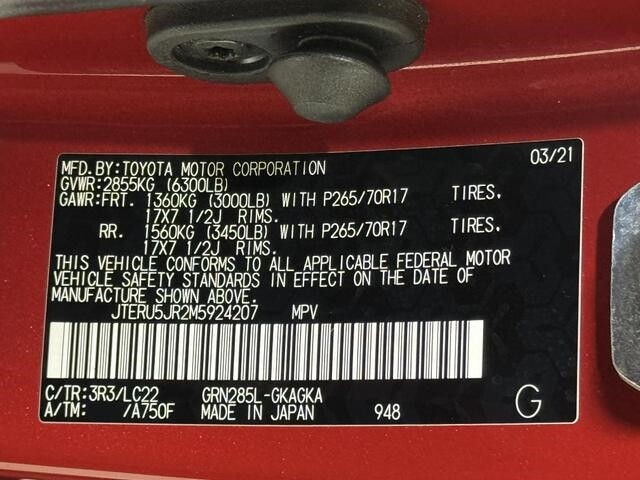 MFD.BY:TOYOTA MOTOR CORPORATION 03/21
GVWR:2855KG (6300LB)
GAWR:FRT. 1360KG (3000LB) WITH P265/70R17 TIRES.
17X7 1/2J RIMS.
RR. 1560KG (3450LB) WITH P265/70R17 TIRES.
17X7 1/2J RIMS.
THIS VEHICLE CONFORMS TO ALL APPLICABLE FEDERAL MOTOR
VEHICLE SAFETY STANDARDS IN EFFECT ON THE DATE OF
MANUFACTURE SHOWN ABOVE.
JTERU5JR2M5924207 MPV
C/TR:3R3/LC22 GRN285L-GKAGKA
A/TM: /A750F MADE IN JAPAN 948 G